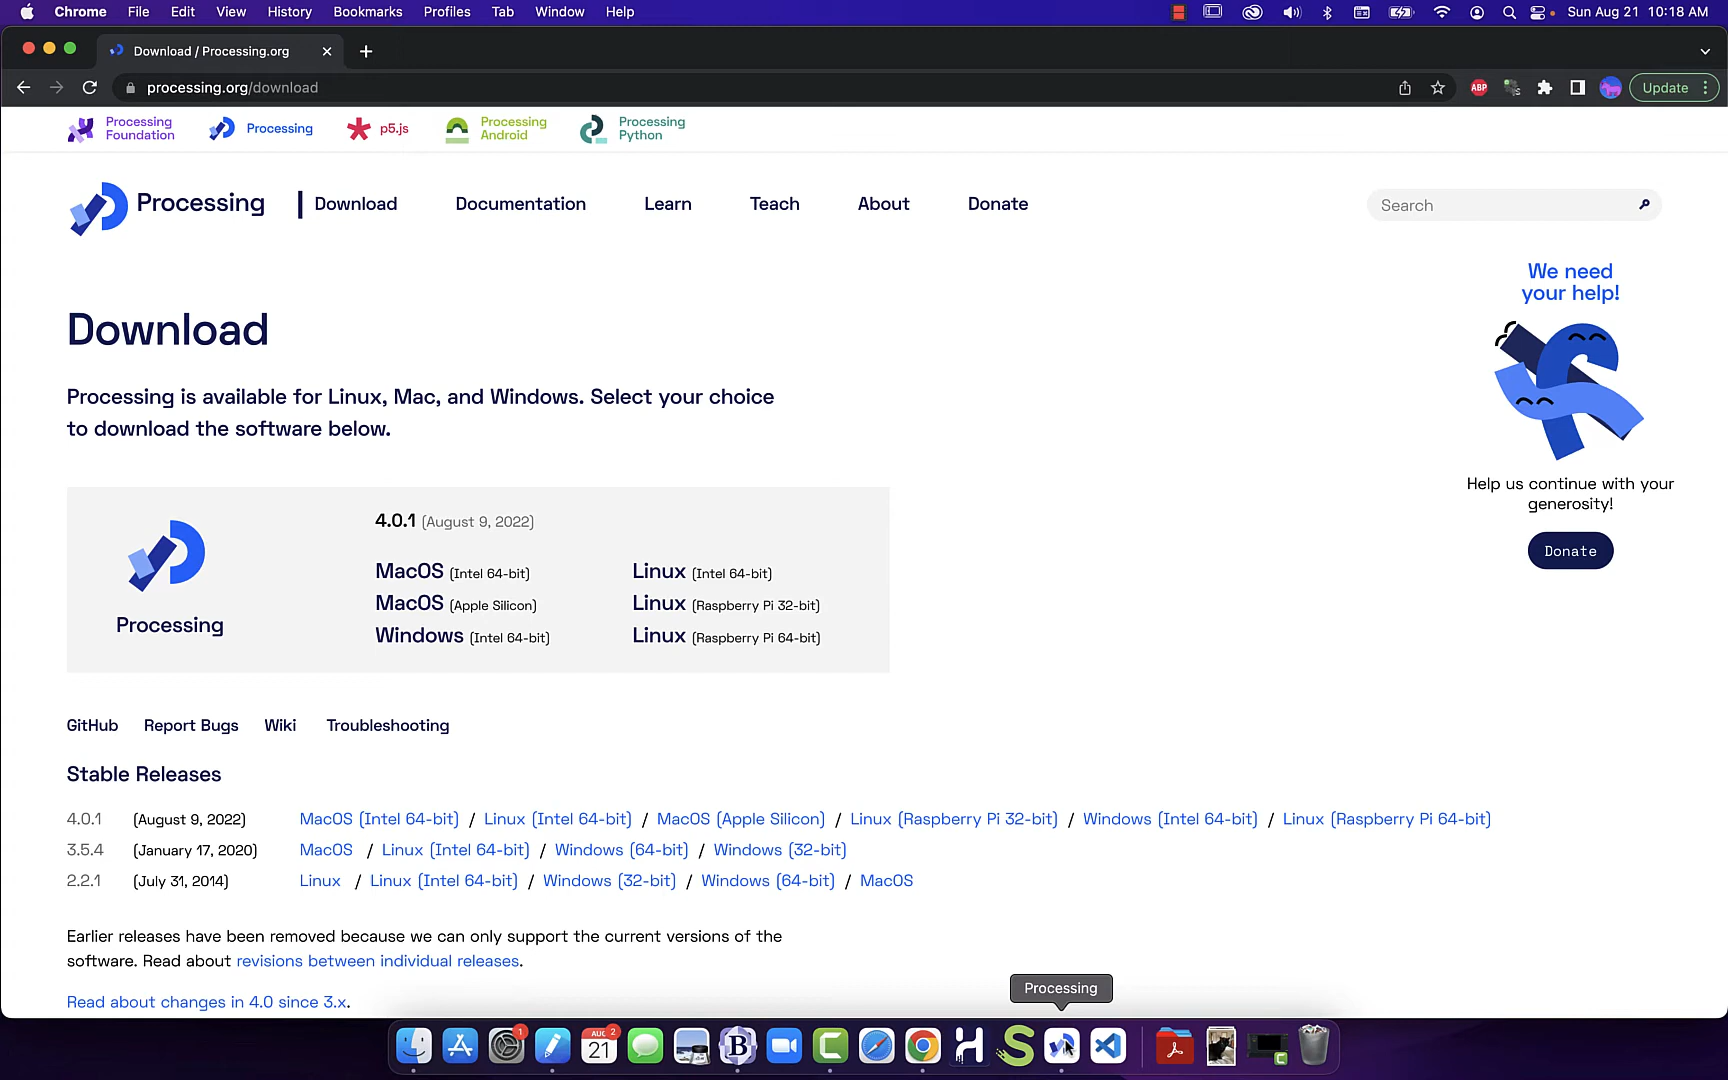 Chrome File Edit View History Bookmarks Profiles Tab Window Help Sun Aug 21 10:18 AM
Download / Processing.org
processing.org/download ABP Update
Processing Foundation Processing p5.js Processing Android Processing Python
Processing Download Documentation Learn Teach About Donate Search
We need
your help!
Download
Processing is available for Linux, Mac, and Windows. Select your choice
to download the software below.
Help us continue with your
generosity!
Donate
4.0.1 (August 9, 2022)
MacOS (Intel 64-bit) Linux (Intel 64-bit)
MacOS (Apple Silicon) Linux (Raspberry Pi 32-bit)
Windows (Intel 64-bit) Linux (Raspberry Pi 64-bit)
Processing
GitHub Report Bugs Wiki Troubleshooting
Stable Releases
4.0.1 (August 9, 2022) MacOS (Intel 64-bit) / Linux (Intel 64-bit) / MacOS (Apple Silicon) / Linux (Raspberry Pi 32-bit) / Windows (Intel 64-bit) / Linux (Raspberry Pi 64-bit)
3.5.4 (January 17, 2020) MacOS / Linux (Intel 64-bit) / Windows (64-bit) / Windows (32-bit)
2.2.1 (July 31, 2014) Linux / Linux (Intel 64-bit) / Windows (32-bit) / Windows (64-bit) / MacOS
Earlier releases have been removed because we can only support the current versions of the
software. Read about revisions between individual releases.
Read about changes in 4.0 since 3.x.
Processing
1 AUG 2 21 B